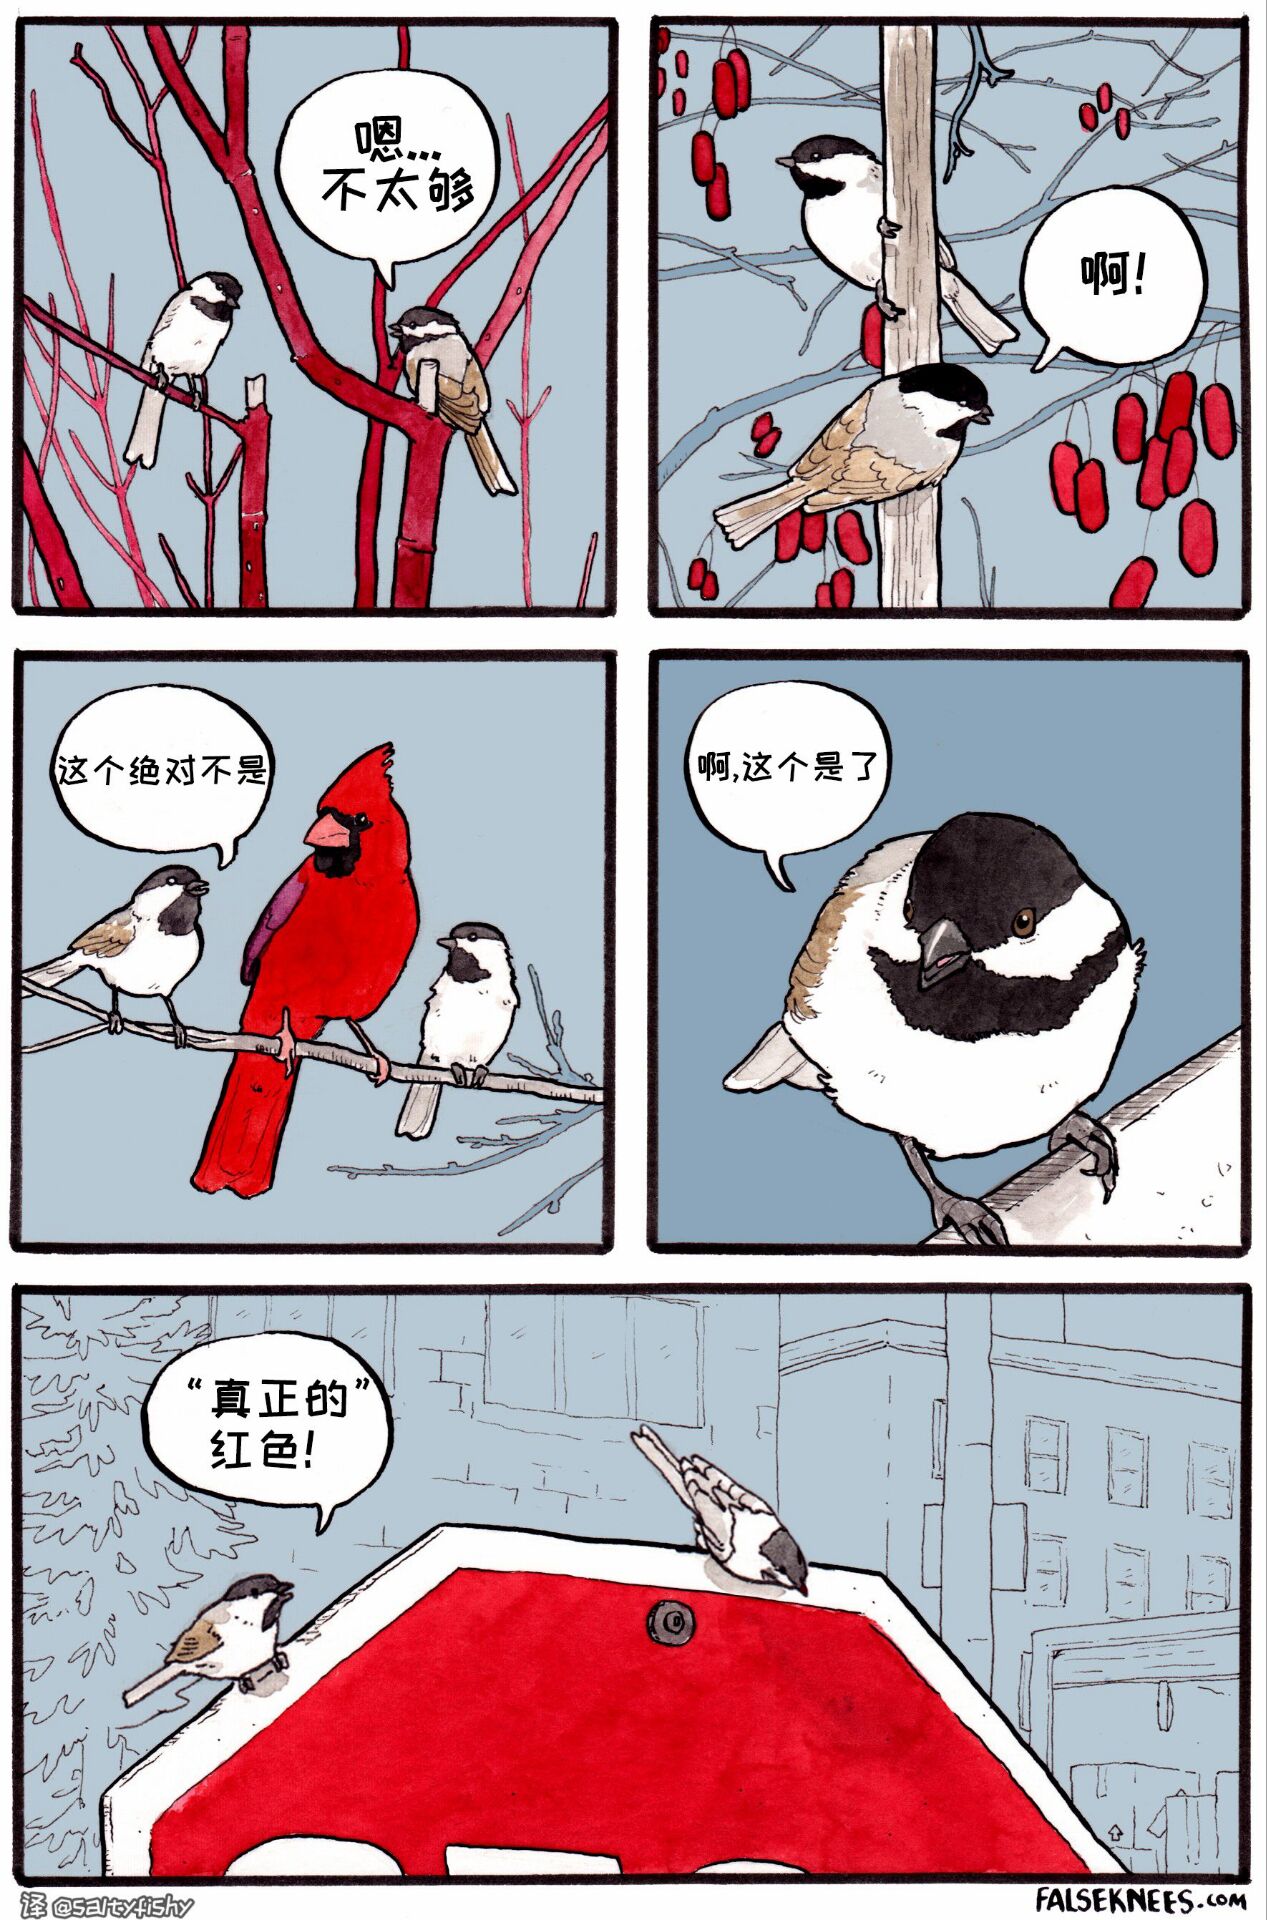 嗯...
不太够
啊!
这个绝对不是
啊,这个是了
“真正的”
红色!
译 @saltyfishy
FALSEKNEES.COM